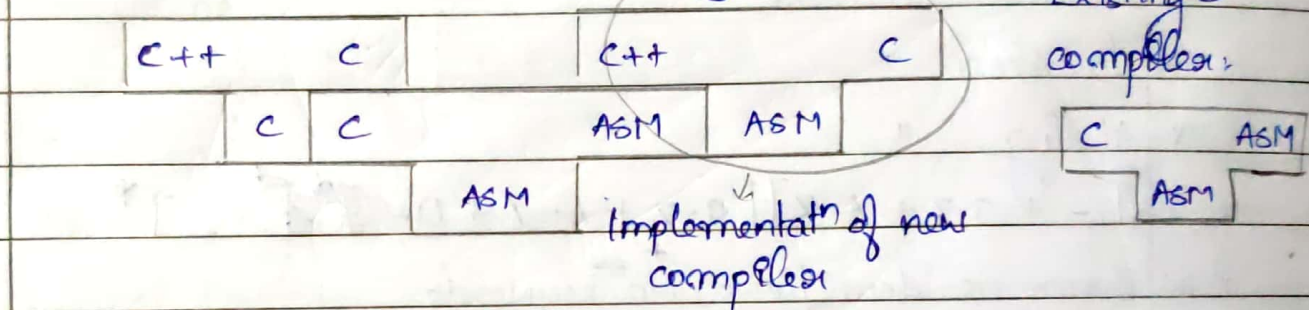 C++ C C++ C
compiler.
C C ASM ASM C ASM
ASM ASM
Implementatn of new
compiler